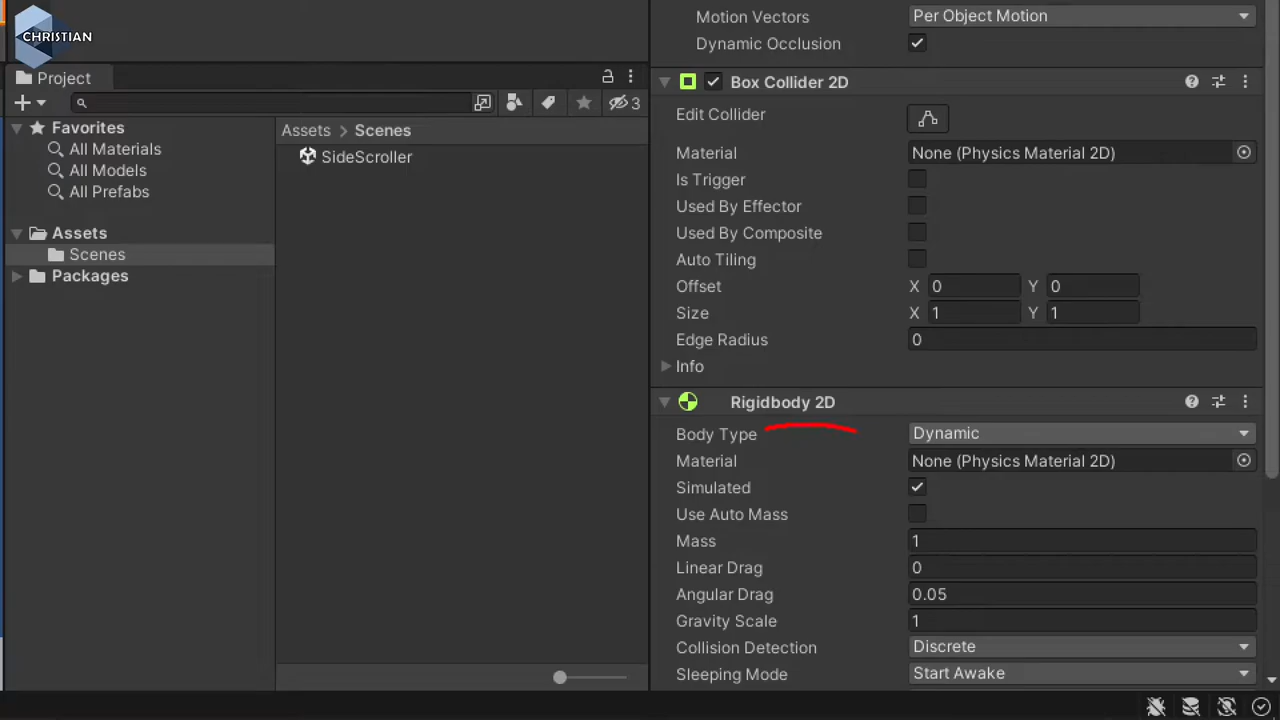 CHRISTIAN
Project
3
Favorites
All Materials
All Models
All Prefabs
Assets
Scenes
Packages
Assets > Scenes
SideScroller
Motion Vectors Per Object Motion
Dynamic Occlusion
Box Collider 2D
Edit Collider
Material None (Physics Material 2D)
Is Trigger
Used By Effector
Used By Composite
Auto Tiling
Offset X 0 Y 0
Size X 1 Y 1
Edge Radius 0
Info
Rigidbody 2D
Body Type Dynamic
Material None (Physics Material 2D)
Simulated
Use Auto Mass
Mass 1
Linear Drag 0
Angular Drag 0.05
Gravity Scale 1
Collision Detection Discrete
Sleeping Mode Start Awake